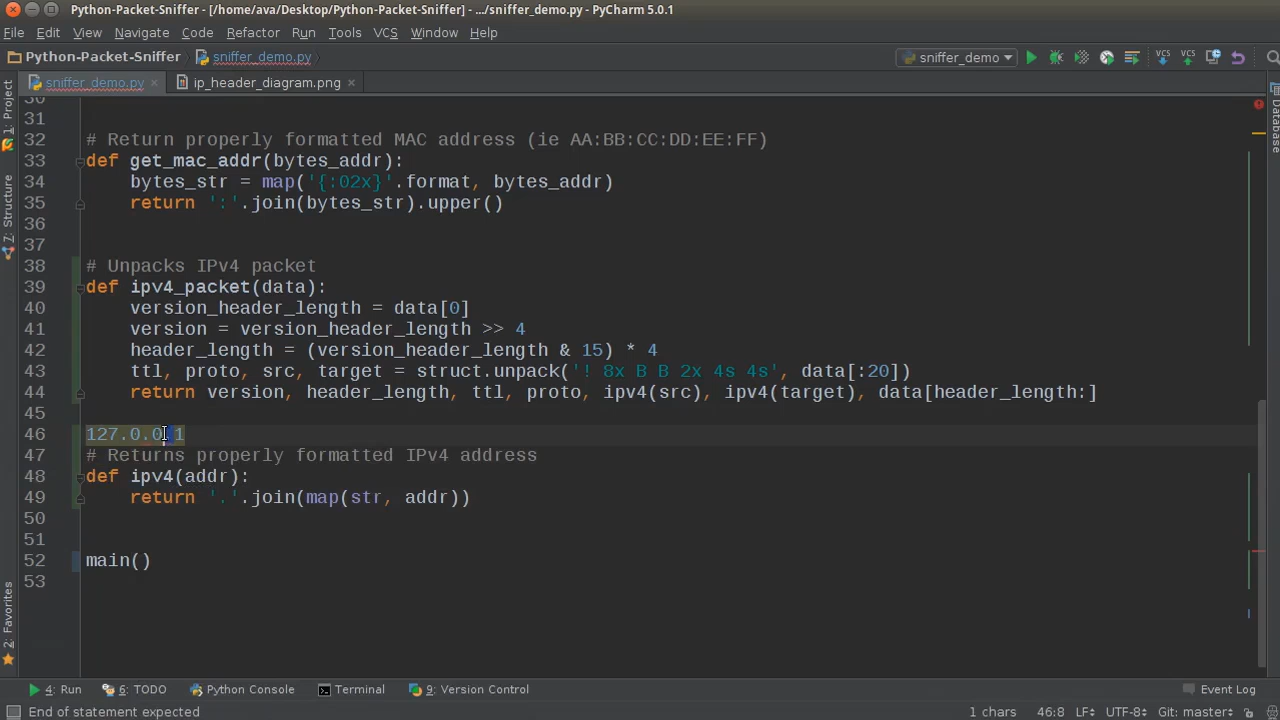 Python-Packet-Sniffer - [/home/ava/Desktop/Python-Packet-Sniffer] - .../sniffer_demo.py - PyCharm 5.0.1
File Edit View Navigate Code Refactor Run Tools VCS Window Help
Python-Packet-Sniffer sniffer_demo.py sniffer_demo VCS VCS
sniffer_demo.py ip_header_diagram.png
1: Project
7: Structure
2: Favorites
Database
30
31
32 # Return properly formatted MAC address (ie AA:BB:CC:DD:EE:FF)
33 def get_mac_addr(bytes_addr):
34 bytes_str = map('{:02x}'.format, bytes_addr)
35 return ':'.join(bytes_str).upper()
36
37
38 # Unpacks IPv4 packet
39 def ipv4_packet(data):
40 version_header_length = data[0]
41 version = version_header_length >> 4
42 header_length = (version_header_length & 15) * 4
43 ttl, proto, src, target = struct.unpack('! 8x B B 2x 4s 4s', data[:20])
44 return version, header_length, ttl, proto, ipv4(src), ipv4(target), data[header_length:]
45
46 127.0.0.1
47 # Returns properly formatted IPv4 address
48 def ipv4(addr):
49 return '.'.join(map(str, addr))
50
51
52 main()
53
4: Run 6: TODO Python Console Terminal 9: Version Control Event Log
End of statement expected 1 chars 46:8 LF UTF-8 Git: master